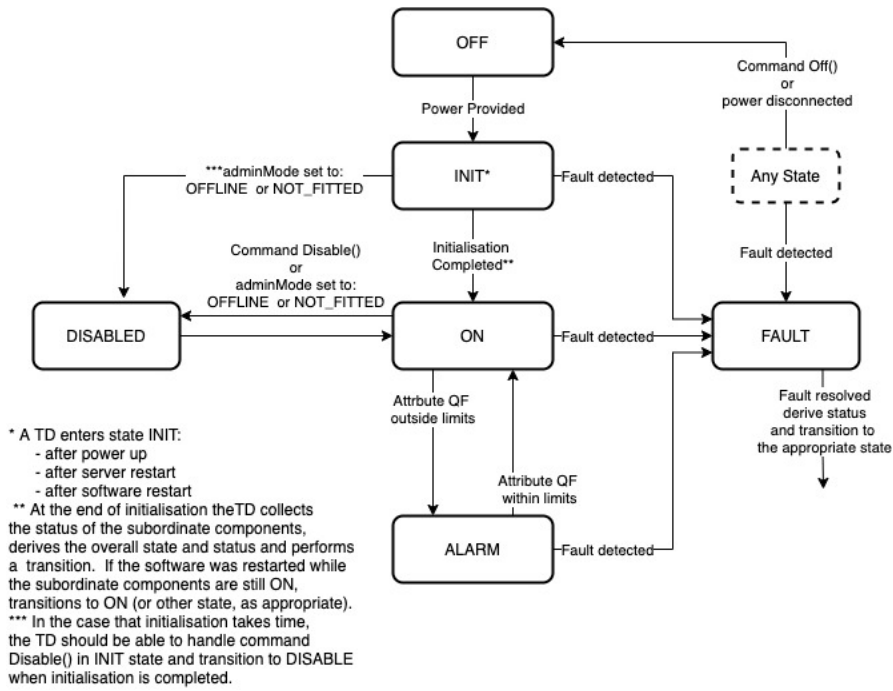 OFF
Command Off()
or
power disconnected
Power Provided
***adminMode set to:
OFFLINE or NOT_FITTED
INIT*
Fault detected
Any State
Initialisation
Completed**
Fault detected
Command Disable()
or
adminMode set to:
OFFLINE or NOT_FITTED
DISABLED
ON
Fault detected
FAULT
Attrbute QF
outside limits
Fault resolved
derive status
and transition to
the appropriate state
Attribute QF
within limits
ALARM
Fault detected
* A TD enters state INIT:
- after power up
- after server restart
- after software restart
** At the end of initialisation theTD collects
the status of the subordinate components,
derives the overall state and status and performs
a transition. If the software was restarted while
the subordinate components are still ON,
transitions to ON (or other state, as appropriate).
*** In the case that initialisation takes time,
the TD should be able to handle command
Disable() in INIT state and transition to DISABLE
when initialisation is completed.